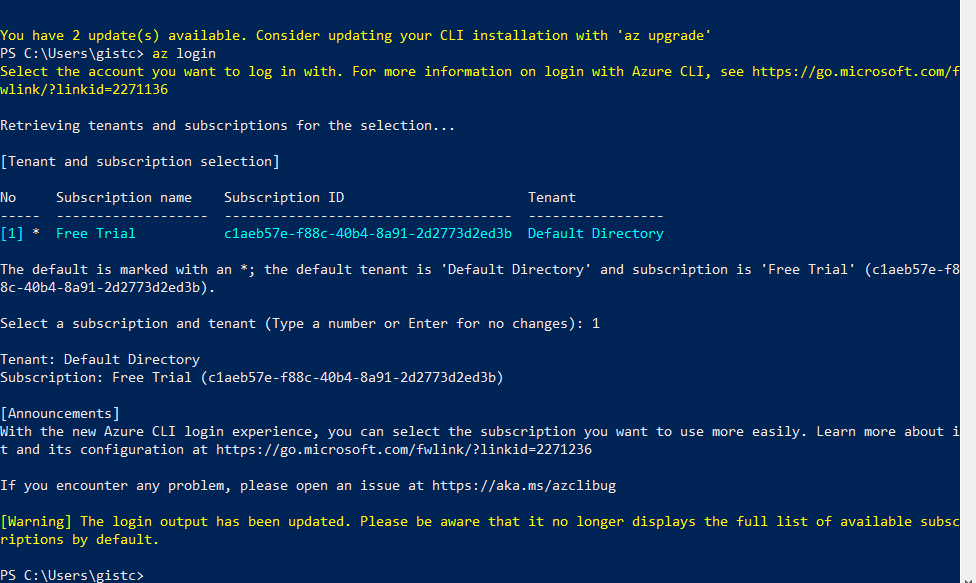 You have 2 update(s) available. Consider updating your CLI installation with 'az upgrade'
PS C:\Users\gistc> az login
Select the account you want to log in with. For more information on login with Azure CLI, see https://go.microsoft.com/f
wlink/?linkid=2271136
Retrieving tenants and subscriptions for the selection...
[Tenant and subscription selection]
No     Subscription name    Subscription ID                       Tenant
-----  -------------------  ------------------------------------  -----------------
[1] *  Free Trial           c1aeb57e-f88c-40b4-8a91-2d2773d2ed3b  Default Directory
The default is marked with an *; the default tenant is 'Default Directory' and subscription is 'Free Trial' (c1aeb57e-f8
8c-40b4-8a91-2d2773d2ed3b).
Select a subscription and tenant (Type a number or Enter for no changes): 1
Tenant: Default Directory
Subscription: Free Trial (c1aeb57e-f88c-40b4-8a91-2d2773d2ed3b)
[Announcements]
With the new Azure CLI login experience, you can select the subscription you want to use more easily. Learn more about i
t and its configuration at https://go.microsoft.com/fwlink/?linkid=2271236
If you encounter any problem, please open an issue at https://aka.ms/azclibug
[Warning] The login output has been updated. Please be aware that it no longer displays the full list of available subsc
riptions by default.
PS C:\Users\gistc>